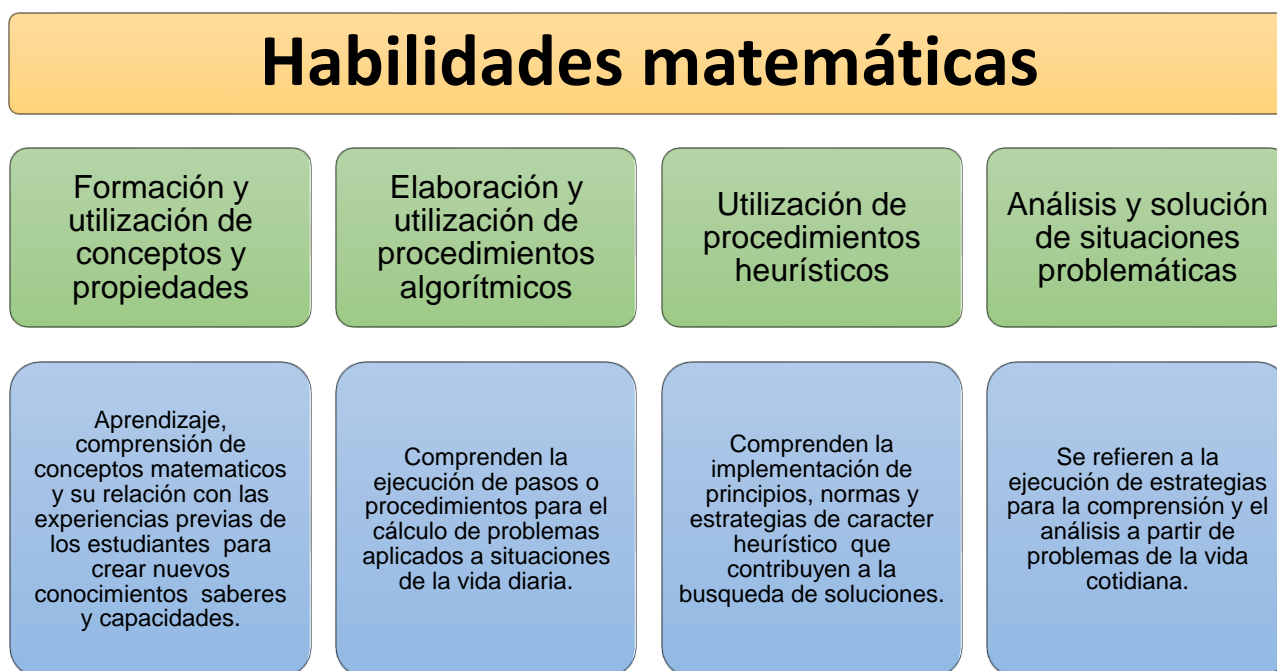 Habilidades matemáticas
Formación y
utilización de
conceptos y
propiedades
Elaboración y
utilización de
procedimientos
algorítmicos
Utilización de
procedimientos
heurísticos
Análisis y solución
de situaciones
problemáticas
Aprendizaje,
comprensión de
conceptos matematicos
y su relación con las
experiencias previas de
los estudiantes para
crear nuevos
conocimientos saberes
y capacidades.
Comprenden la
ejecución de pasos o
procedimientos para el
cálculo de problemas
aplicados a situaciones
de la vida diaria.
Comprenden la
implementación de
principios, normas y
estrategias de caracter
heurístico que
contribuyen a la
busqueda de soluciones.
Se refieren a la
ejecución de estrategias
para la comprensión y el
análisis a partir de
problemas de la vida
cotidiana.